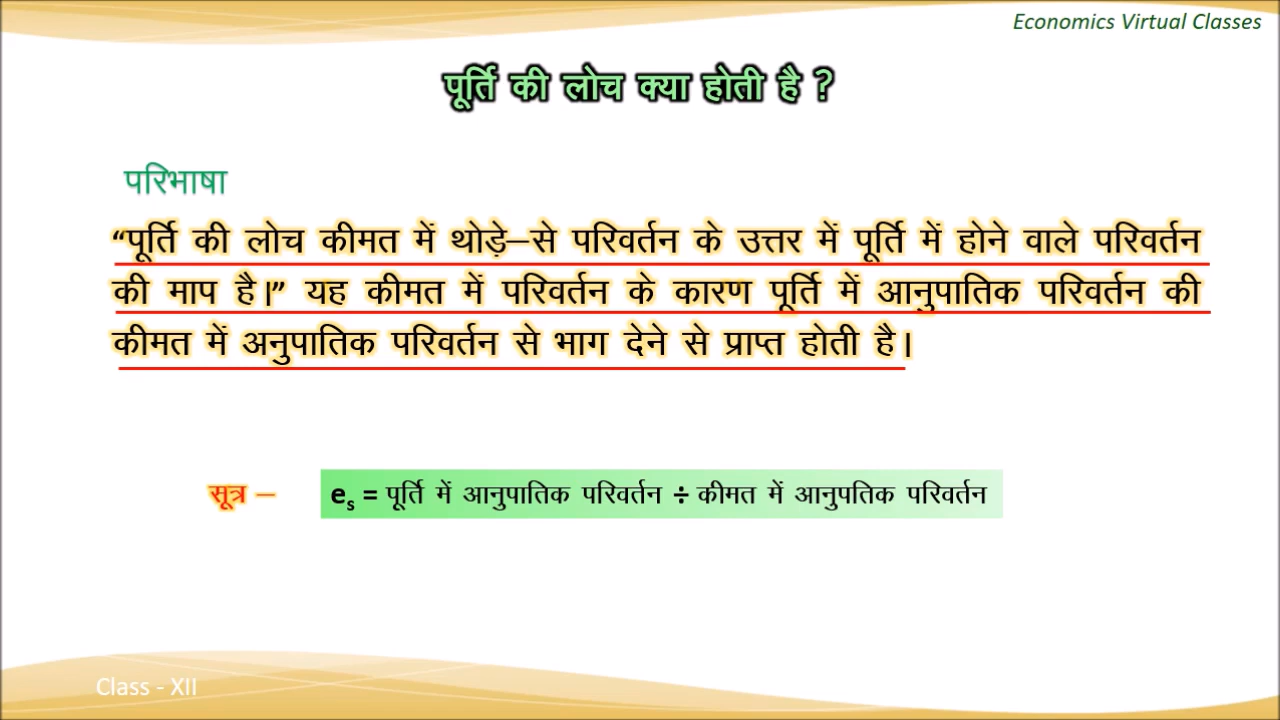 Economics Virtual Classes
पूर्ति की लोच क्या होती है ?
परिभाषा
“पूर्ति की लोच कीमत में थोड़े–से परिवर्तन के उत्तर में पूर्ति में होने वाले परिवर्तन
की माप है।” यह कीमत में परिवर्तन के कारण पूर्ति में आनुपातिक परिवर्तन की
कीमत में अनुपातिक परिवर्तन से भाग देने से प्राप्त होती है।
सूत्र –
es = पूर्ति में आनुपातिक परिवर्तन ÷ कीमत में आनुपतिक परिवर्तन
Class - XII